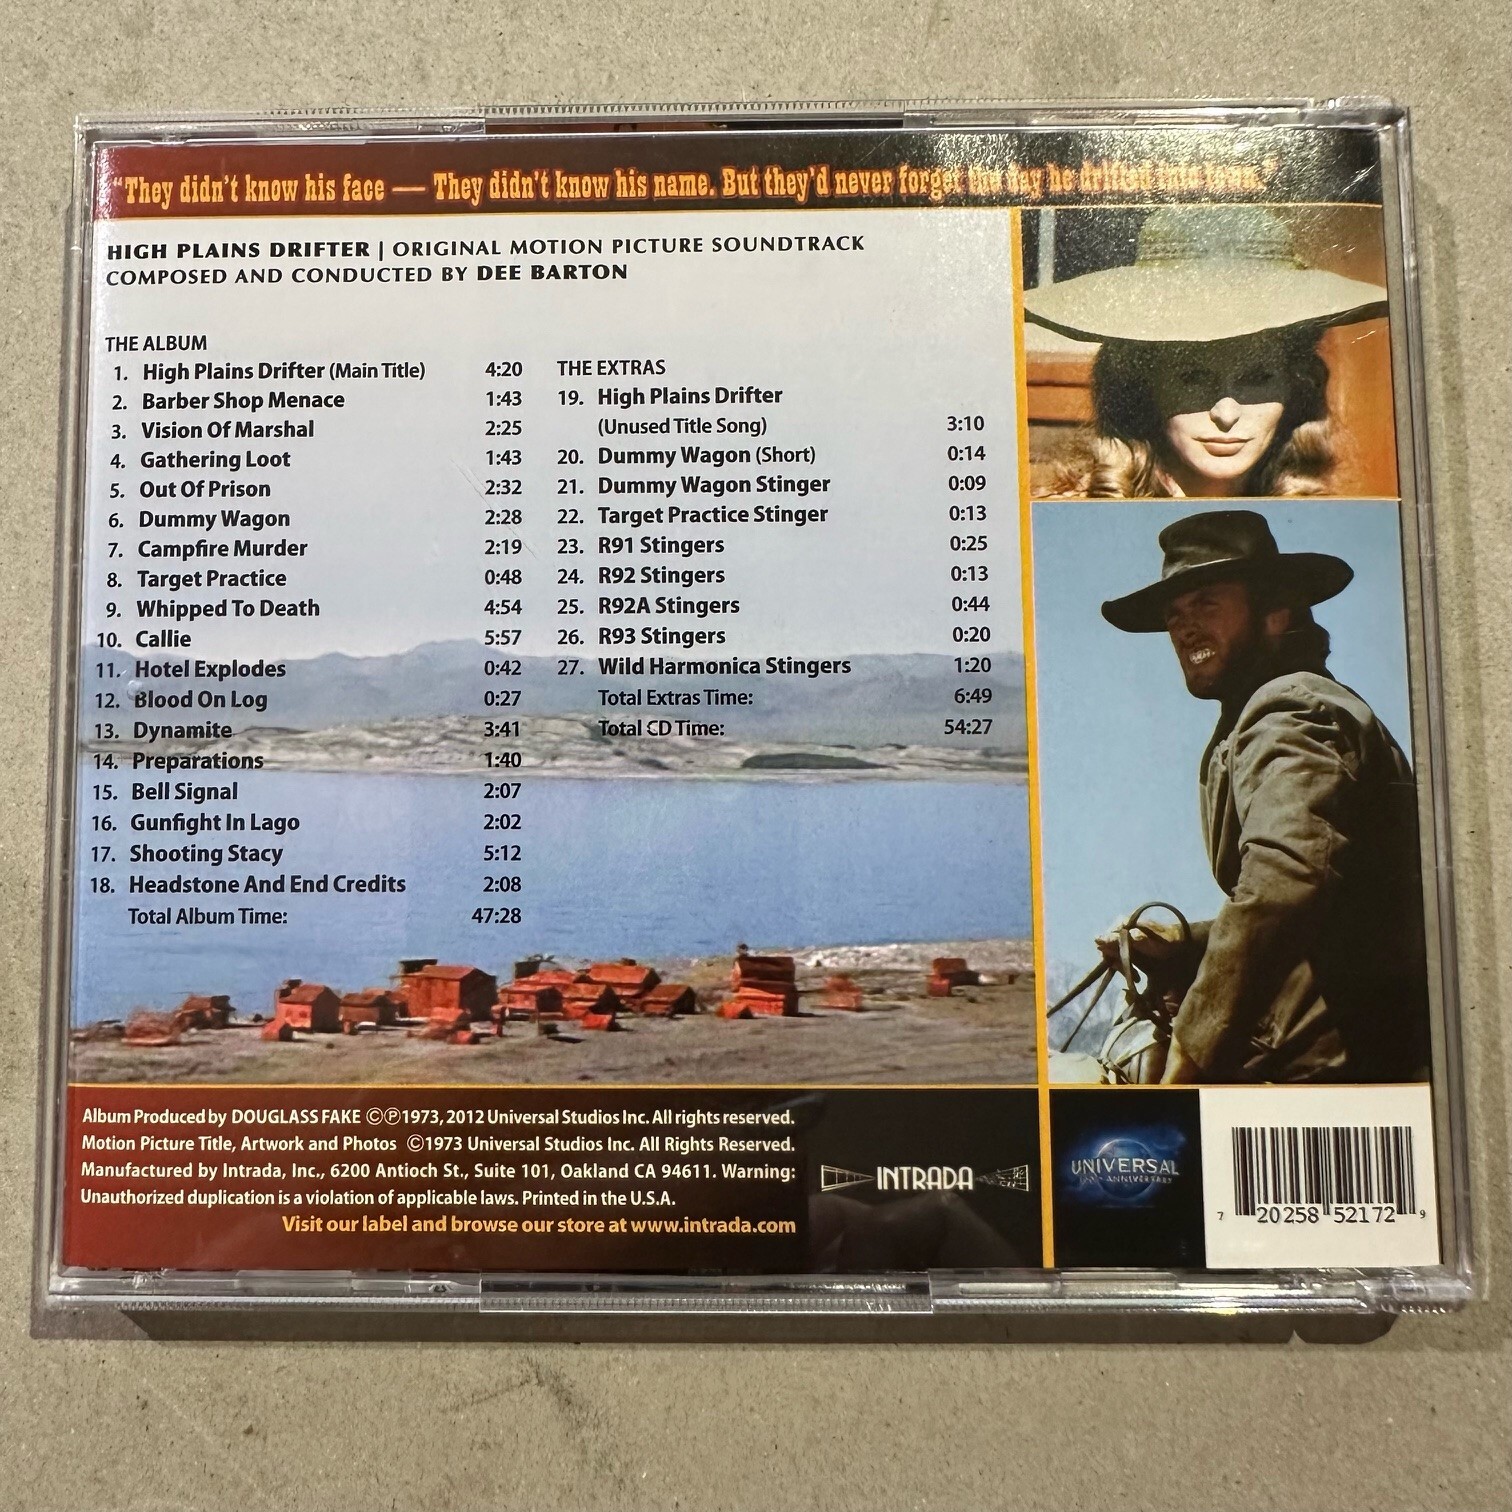 "They didn't know his face — They didn't know his name. But they'd never forget the day he drifted into town."
HIGH PLAINS DRIFTER | ORIGINAL MOTION PICTURE SOUNDTRACK
COMPOSED AND CONDUCTED BY DEE BARTON
THE ALBUM
1. High Plains Drifter (Main Title) 4:20
2. Barber Shop Menace 1:43
3. Vision Of Marshal 2:25
4. Gathering Loot 1:43
5. Out Of Prison 2:32
6. Dummy Wagon 2:28
7. Campfire Murder 2:19
8. Target Practice 0:48
9. Whipped To Death 4:54
10. Callie 5:57
11. Hotel Explodes 0:42
12. Blood On Log 0:27
13. Dynamite 3:41
14. Preparations 1:40
15. Bell Signal 2:07
16. Gunfight In Lago 2:02
17. Shooting Stacy 5:12
18. Headstone And End Credits 2:08
Total Album Time: 47:28
THE EXTRAS
19. High Plains Drifter
(Unused Title Song) 3:10
20. Dummy Wagon (Short) 0:14
21. Dummy Wagon Stinger 0:09
22. Target Practice Stinger 0:13
23. R91 Stingers 0:25
24. R92 Stingers 0:13
25. R92A Stingers 0:44
26. R93 Stingers 0:20
27. Wild Harmonica Stingers 1:20
Total Extras Time: 6:49
Total CD Time: 54:27
Album Produced by DOUGLASS FAKE ©℗1973, 2012 Universal Studios Inc. All rights reserved.
Motion Picture Title, Artwork and Photos ©1973 Universal Studios Inc. All Rights Reserved.
Manufactured by Intrada, Inc., 6200 Antioch St., Suite 101, Oakland CA 94611. Warning:
Unauthorized duplication is a violation of applicable laws. Printed in the U.S.A.
Visit our label and browse our store at www.intrada.com
INTRADA
UNIVERSAL
ANNIVERSARY
7 20258 52172 9